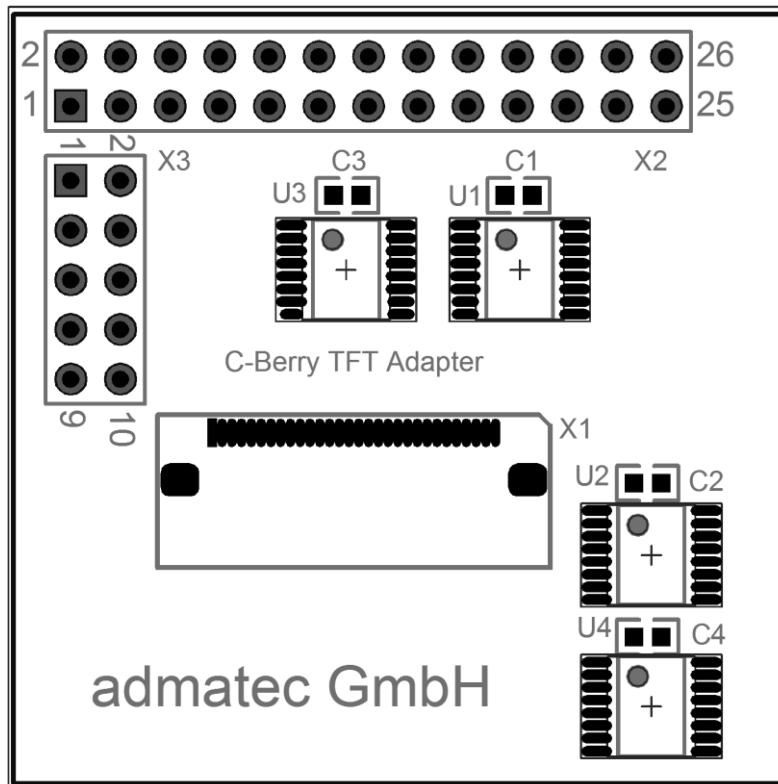 2 26
1 25
1 2
X3 C3 C1 X2
U3 U1
C-Berry TFT Adapter
9 10
X1
U2 C2
U4 C4
admatec GmbH